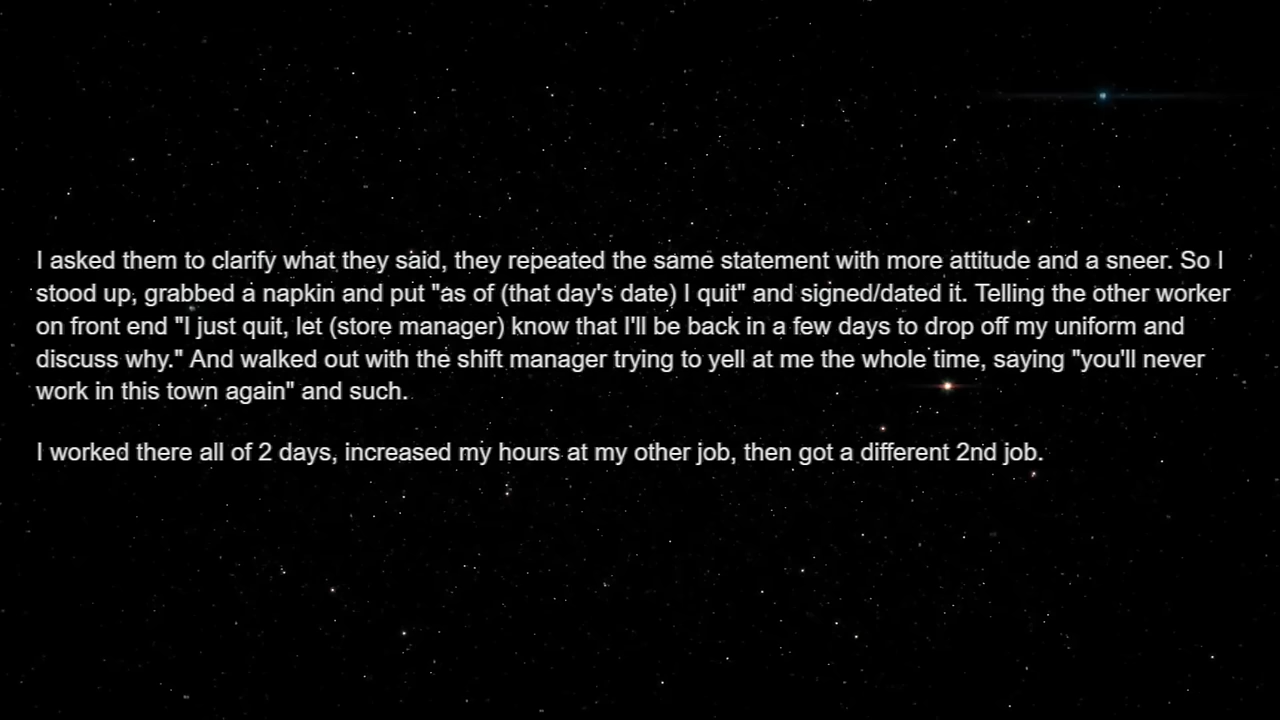 I asked them to clarify what they said, they repeated the same statement with more attitude and a sneer. So I
stood up, grabbed a napkin and put "as of (that day's date) I quit" and signed/dated it. Telling the other worker
on front end "I just quit, let (store manager) know that I'll be back in a few days to drop off my uniform and
discuss why." And walked out with the shift manager trying to yell at me the whole time, saying "you'll never
work in this town again" and such.
I worked there all of 2 days, increased my hours at my other job, then got a different 2nd job.